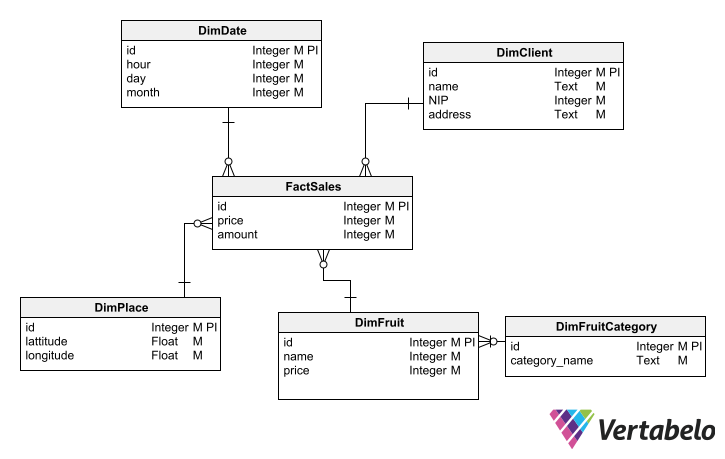 DimDate
id Integer M PI
hour Integer M
day Integer M
month Integer M
DimClient
id Integer M PI
name Text M
NIP Integer M
address Text M
FactSales
id Integer M PI
price Integer M
amount Integer M
DimPlace
id Integer M PI
lattitude Float M
longitude Float M
DimFruit
id Integer M PI
name Integer M
price Integer M
DimFruitCategory
id Integer M PI
category_name Text M
Vertabelo